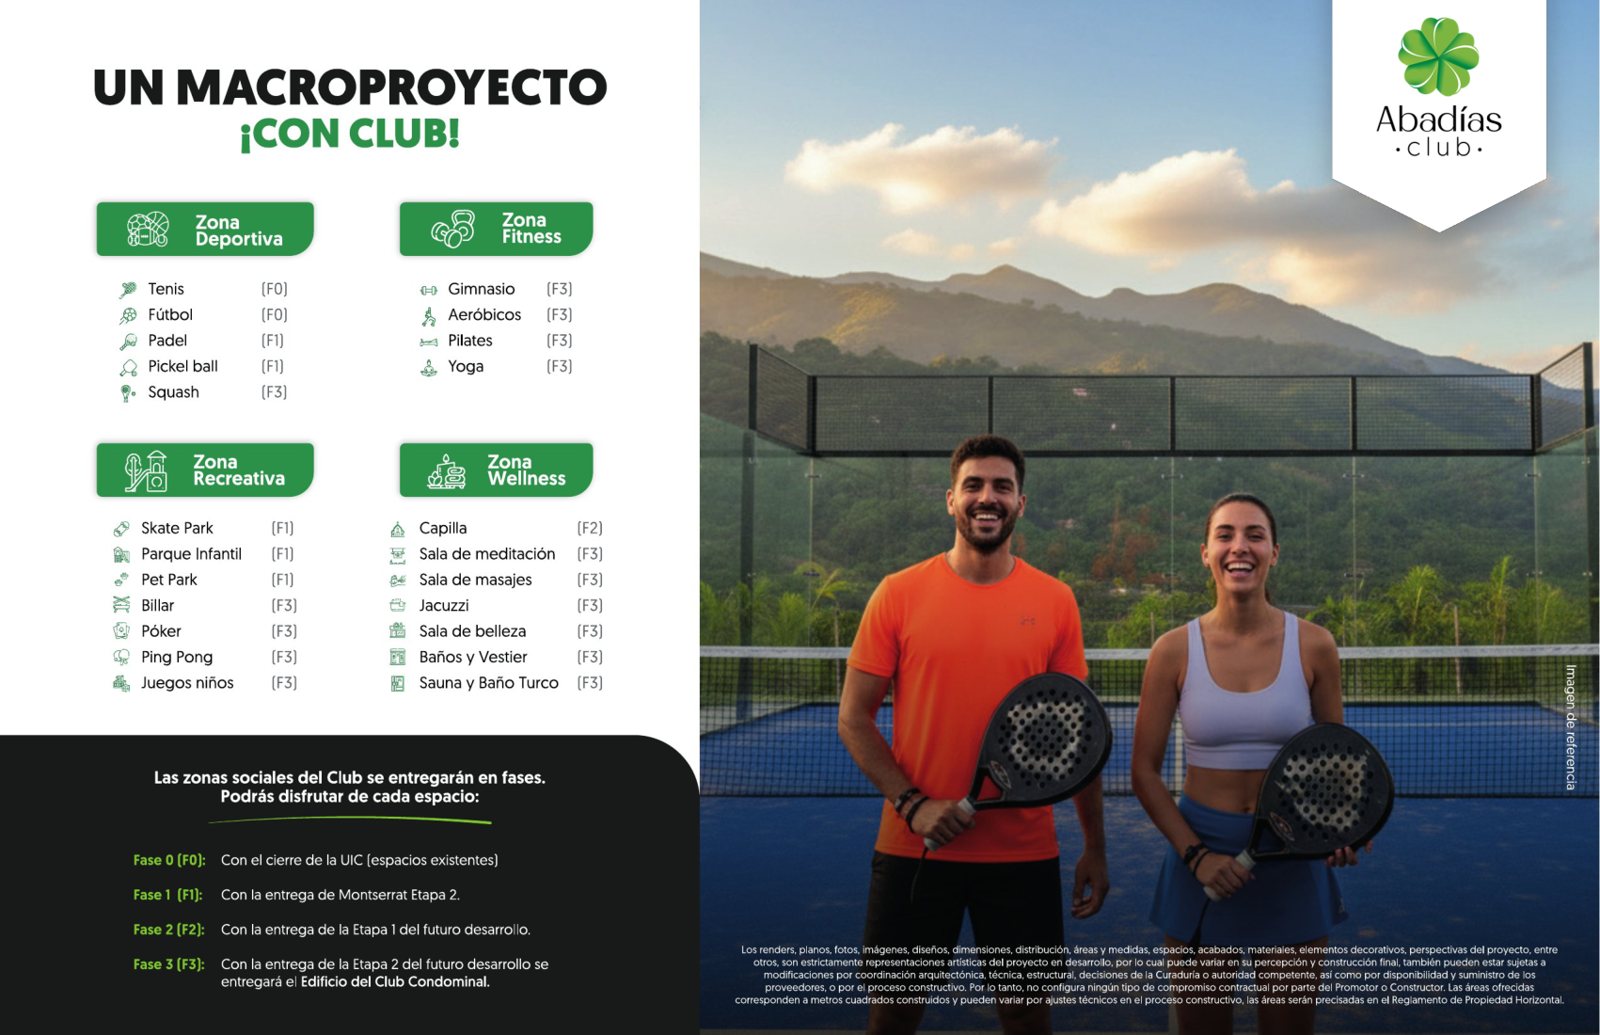 UN MACROPROYECTO
¡CON CLUB!
Zona
Deportiva
Tenis (F0)
Fútbol (F0)
Padel (F1)
Pickel ball (F1)
Squash (F3)
Zona
Fitness
Gimnasio (F3)
Aeróbicos (F3)
Pilates (F3)
Yoga (F3)
Zona
Recreativa
Skate Park (F1)
Parque Infantil (F1)
Pet Park (F1)
Billar (F3)
Póker (F3)
Ping Pong (F3)
Juegos niños (F3)
Zona
Wellness
Capilla (F2)
Sala de meditación (F3)
Sala de masajes (F3)
Jacuzzi (F3)
Sala de belleza (F3)
Baños y Vestier (F3)
Sauna y Baño Turco (F3)
Las zonas sociales del Club se entregarán en fases.
Podrás disfrutar de cada espacio:
Fase 0 (F0): Con el cierre de la UIC (espacios existentes)
Fase 1 (F1): Con la entrega de Montserrat Etapa 2.
Fase 2 (F2): Con la entrega de la Etapa 1 del futuro desarrollo.
Fase 3 (F3): Con la entrega de la Etapa 2 del futuro desarrollo se
entregará el Edificio del Club Condominal.
Abadías
·club·
Imagen de referencia
Los renders, planos, fotos, imágenes, diseños, dimensiones, distribución, áreas y medidas, espacios, acabados, materiales, elementos decorativos, perspectivas del proyecto, entre
otros, son estrictamente representaciones artísticas del proyecto en desarrollo, por lo cual puede variar en su percepción y construcción final, también pueden estar sujetas a
modificaciones por coordinación arquitectónica, técnica, estructural, decisiones de la Curaduría o autoridad competente, así como por disponibilidad y suministro de los
proveedores, o por el proceso constructivo. Por lo tanto, no configura ningún tipo de compromiso contractual por parte del Promotor o Constructor. Las áreas ofrecidas
corresponden a metros cuadrados construidos y pueden variar por ajustes técnicos en el proceso constructivo, las áreas serán precisadas en el Reglamento de Propiedad Horizontal.